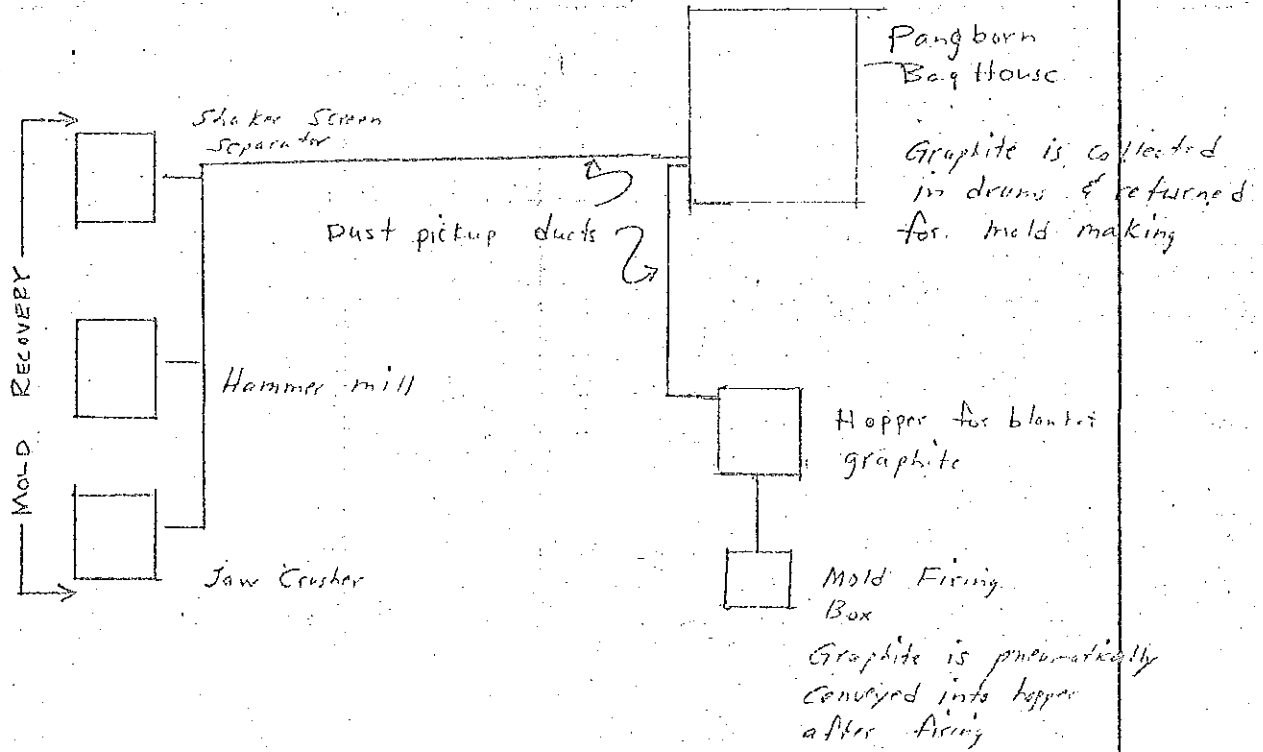 Pangborn
Bag House
Shaker Screen
Separator
Graphite is collected
in drums & returned
for mold making
Dust pickup ducts
MOLD RECOVERY
Hammer mill
Hopper for
graphite
Jaw Crusher
Mold Firing
Box
Graphite is pneumatically
conveyed into hopper
after firing